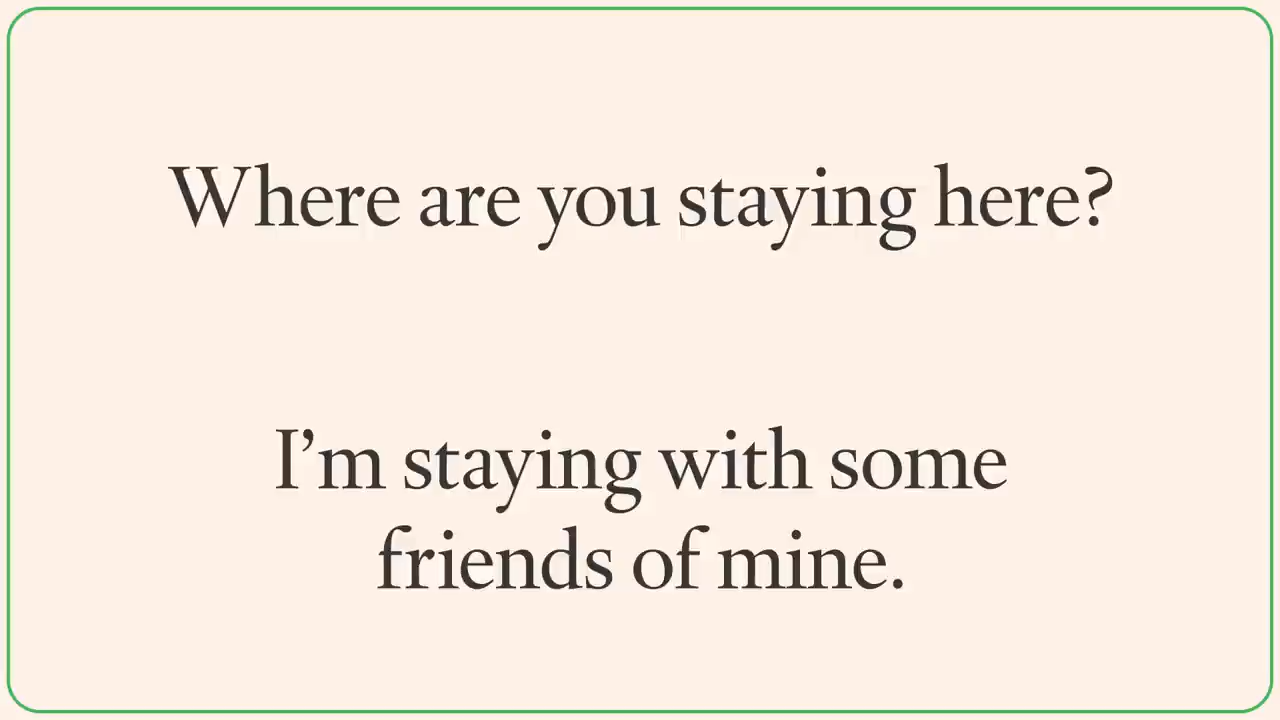 Where are you staying here?
I’m staying with some
friends of mine.